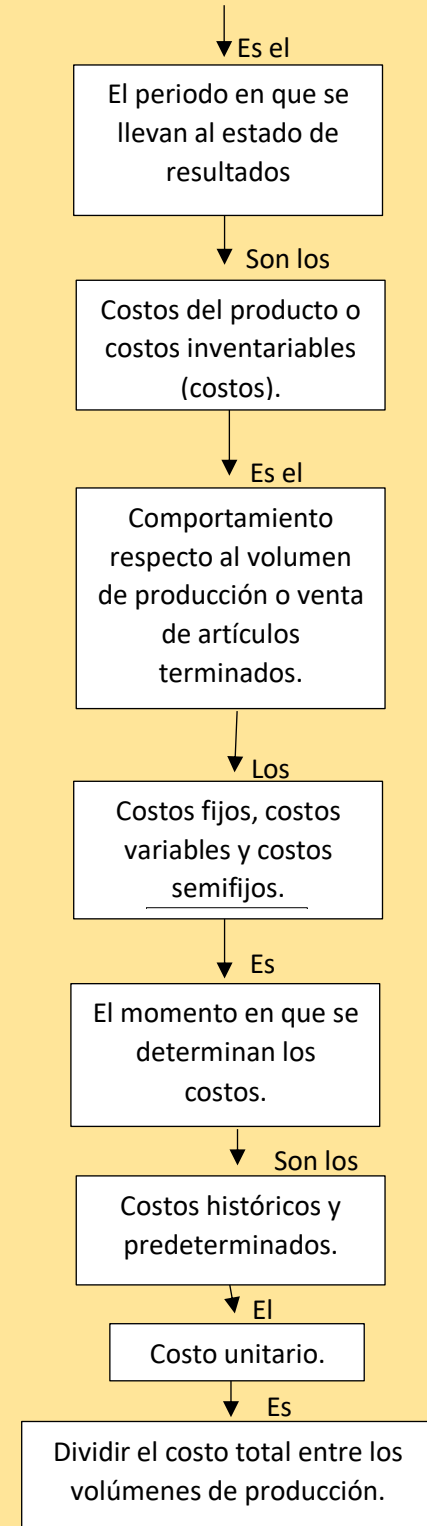 Es el
El periodo en que se
llevan al estado de
resultados
Son los
Costos del producto o
costos inventariables
(costos).
Es el
Comportamiento
respecto al volumen
de producción o venta
de artículos
terminados.
Los
Costos fijos, costos
variables y costos
semifijos.
Es
El momento en que se
determinan los
costos.
Son los
Costos históricos y
predeterminados.
El
Costo unitario.
Es
Dividir el costo total entre los
volúmenes de producción.